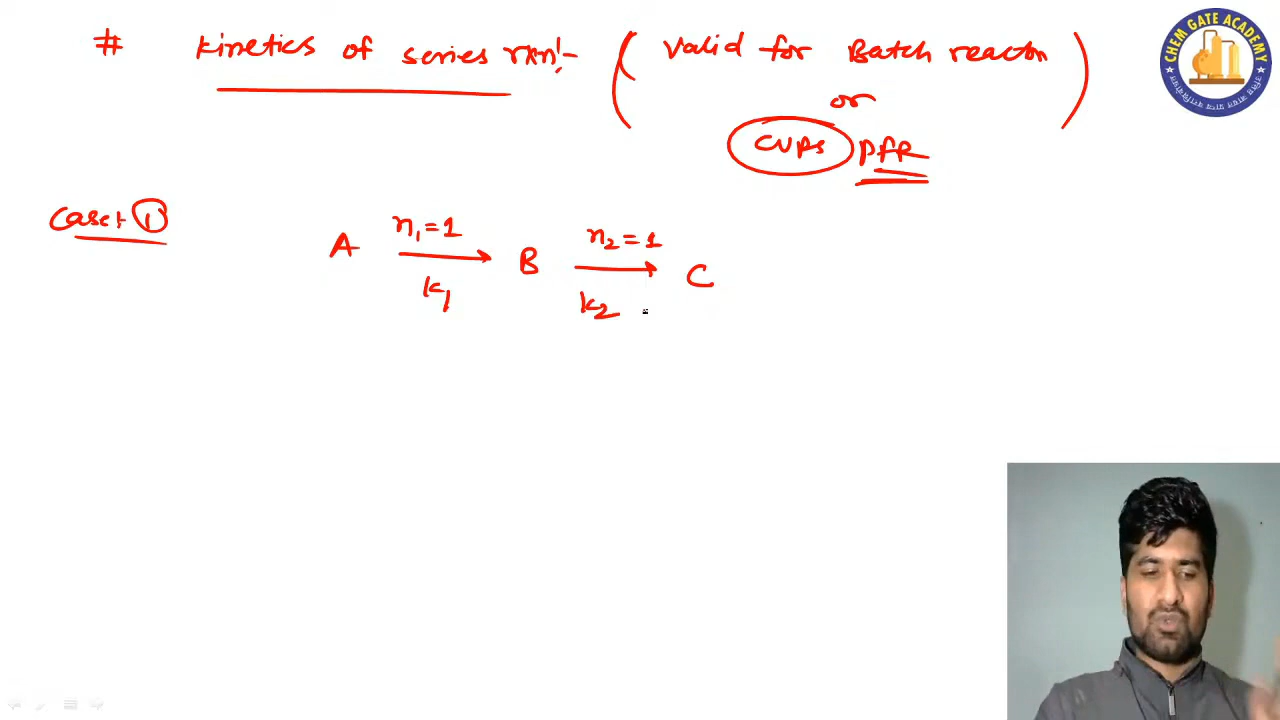 # Kinetics of series rxn:- ( Valid for Batch reactor
or
CVRS PFR )
Case: ①
A n₁=1 k₁ → B n₂=1 k₂ → C
CHEM GATE ACADEMY